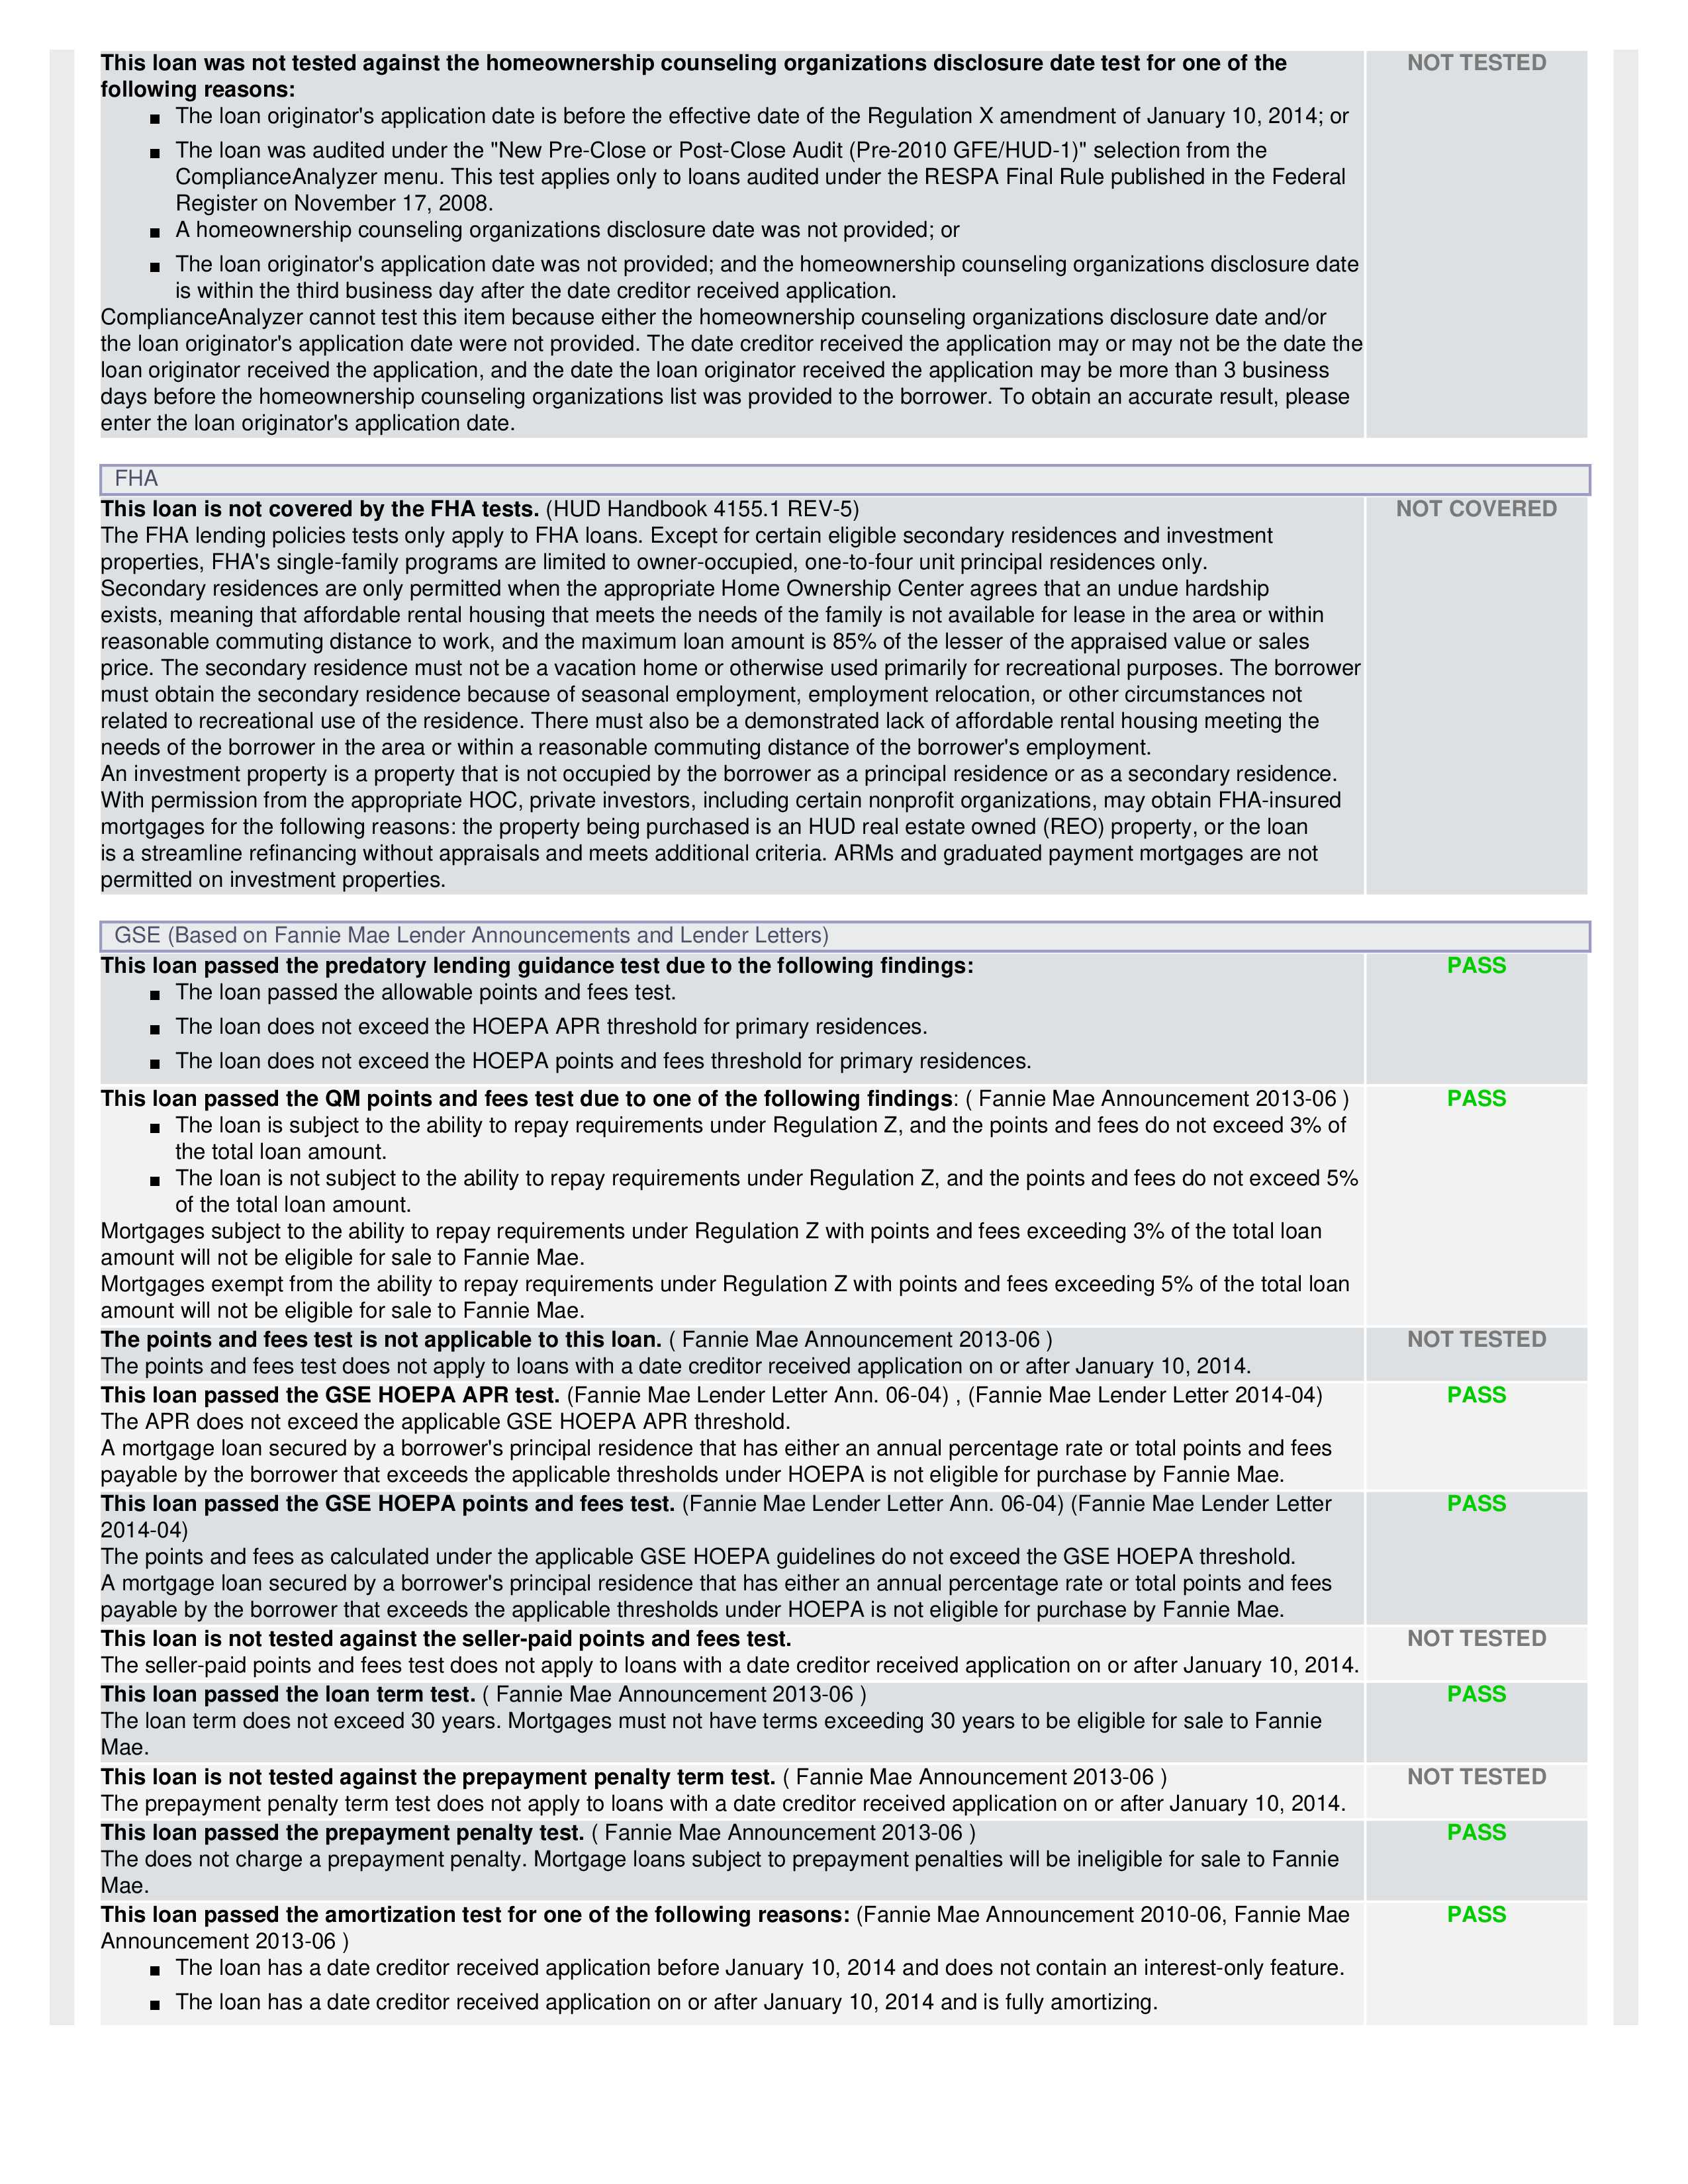 This loan was not tested against the homeownership counseling organizations disclosure date test for one of the
NOT TESTED
following reasons:
■ The loan originator's application date is before the effective date of the Regulation X amendment of January 10, 2014; or
■ The loan was audited under the "New Pre-Close or Post-Close Audit (Pre-2010 GFE/HUD-1)" selection from the
ComplianceAnalyzer menu. This test applies only to loans audited under the RESPA Final Rule published in the Federal
Register on November 17, 2008.
■ A homeownership counseling organizations disclosure date was not provided; or
■ The loan originator's application date was not provided; and the homeownership counseling organizations disclosure date
is within the third business day after the date creditor received application.
ComplianceAnalyzer cannot test this item because either the homeownership counseling organizations disclosure date and/or
the loan originator's application date were not provided. The date creditor received the application may or may not be the date the
loan originator received the application, and the date the loan originator received the application may be more than 3 business
days before the homeownership counseling organizations list was provided to the borrower. To obtain an accurate result, please
enter the loan originator's application date.
FHA
This loan is not covered by the FHA tests. (HUD Handbook 4155.1 REV-5)
NOT COVERED
The FHA lending policies tests only apply to FHA loans. Except for certain eligible secondary residences and investment
properties, FHA's single-family programs are limited to owner-occupied, one-to-four unit principal residences only.
Secondary residences are only permitted when the appropriate Home Ownership Center agrees that an undue hardship
exists, meaning that affordable rental housing that meets the needs of the family is not available for lease in the area or within
reasonable commuting distance to work, and the maximum loan amount is 85% of the lesser of the appraised value or sales
price. The secondary residence must not be a vacation home or otherwise used primarily for recreational purposes. The borrower
must obtain the secondary residence because of seasonal employment, employment relocation, or other circumstances not
related to recreational use of the residence. There must also be a demonstrated lack of affordable rental housing meeting the
needs of the borrower in the area or within a reasonable commuting distance of the borrower's employment.
An investment property is a property that is not occupied by the borrower as a principal residence or as a secondary residence.
With permission from the appropriate HOC, private investors, including certain nonprofit organizations, may obtain FHA-insured
mortgages for the following reasons: the property being purchased is an HUD real estate owned (REO) property, or the loan
is a streamline refinancing without appraisals and meets additional criteria. ARMs and graduated payment mortgages are not
permitted on investment properties.
GSE (Based on Fannie Mae Lender Announcements and Lender Letters)
This loan passed the predatory lending guidance test due to the following findings:
PASS
■ The loan passed the allowable points and fees test.
■ The loan does not exceed the HOEPA APR threshold for primary residences.
■ The loan does not exceed the HOEPA points and fees threshold for primary residences.
This loan passed the QM points and fees test due to one of the following findings: ( Fannie Mae Announcement 2013-06 )
PASS
■ The loan is subject to the ability to repay requirements under Regulation Z, and the points and fees do not exceed 3% of
the total loan amount.
■ The loan is not subject to the ability to repay requirements under Regulation Z, and the points and fees do not exceed 5%
of the total loan amount.
Mortgages subject to the ability to repay requirements under Regulation Z with points and fees exceeding 3% of the total loan
amount will not be eligible for sale to Fannie Mae.
Mortgages exempt from the ability to repay requirements under Regulation Z with points and fees exceeding 5% of the total loan
amount will not be eligible for sale to Fannie Mae.
The points and fees test is not applicable to this loan. ( Fannie Mae Announcement 2013-06 )
NOT TESTED
The points and fees test does not apply to loans with a date creditor received application on or after January 10, 2014.
This loan passed the GSE HOEPA APR test. (Fannie Mae Lender Letter Ann. 06-04) , (Fannie Mae Lender Letter 2014-04)
PASS
The APR does not exceed the applicable GSE HOEPA APR threshold.
A mortgage loan secured by a borrower's principal residence that has either an annual percentage rate or total points and fees
payable by the borrower that exceeds the applicable thresholds under HOEPA is not eligible for purchase by Fannie Mae.
This loan passed the GSE HOEPA points and fees test. (Fannie Mae Lender Letter Ann. 06-04) (Fannie Mae Lender Letter
PASS
2014-04)
The points and fees as calculated under the applicable GSE HOEPA guidelines do not exceed the GSE HOEPA threshold.
A mortgage loan secured by a borrower's principal residence that has either an annual percentage rate or total points and fees
payable by the borrower that exceeds the applicable thresholds under HOEPA is not eligible for purchase by Fannie Mae.
This loan is not tested against the seller-paid points and fees test.
NOT TESTED
The seller-paid points and fees test does not apply to loans with a date creditor received application on or after January 10, 2014.
This loan passed the loan term test. ( Fannie Mae Announcement 2013-06 )
PASS
The loan term does not exceed 30 years. Mortgages must not have terms exceeding 30 years to be eligible for sale to Fannie
Mae.
This loan is not tested against the prepayment penalty term test. ( Fannie Mae Announcement 2013-06 )
NOT TESTED
The prepayment penalty term test does not apply to loans with a date creditor received application on or after January 10, 2014.
This loan passed the prepayment penalty test. ( Fannie Mae Announcement 2013-06 )
PASS
The does not charge a prepayment penalty. Mortgage loans subject to prepayment penalties will be ineligible for sale to Fannie
Mae.
This loan passed the amortization test for one of the following reasons: (Fannie Mae Announcement 2010-06, Fannie Mae
PASS
Announcement 2013-06 )
■ The loan has a date creditor received application before January 10, 2014 and does not contain an interest-only feature.
■ The loan has a date creditor received application on or after January 10, 2014 and is fully amortizing.